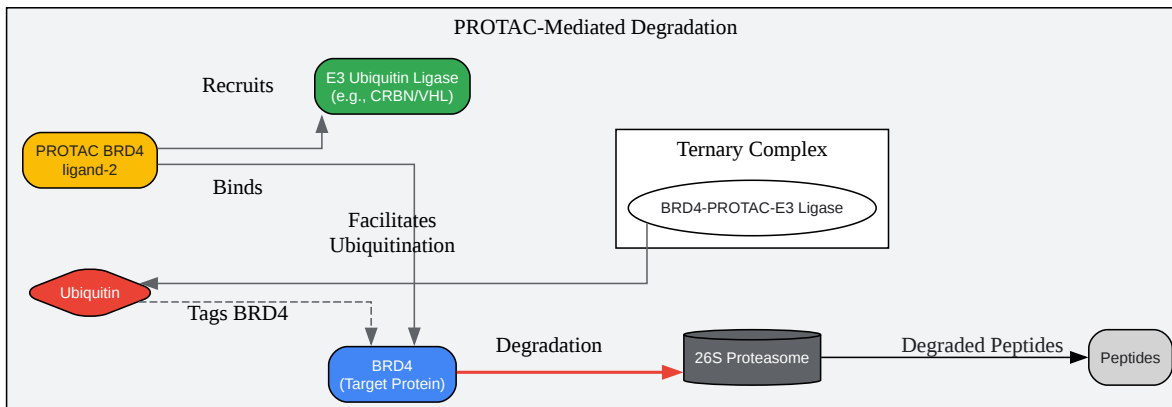 PROTAC-Mediated Degradation
Recruits
E3 Ubiquitin Ligase
(e.g., CRBN/VHL)
PROTAC BRD4
ligand-2
Binds
Ternary Complex
BRD4-PROTAC-E3 Ligase
Facilitates
Ubiquitination
Ubiquitin
Tags BRD4
BRD4
(Target Protein)
Degradation
26S Proteasome
Degraded Peptides
Peptides